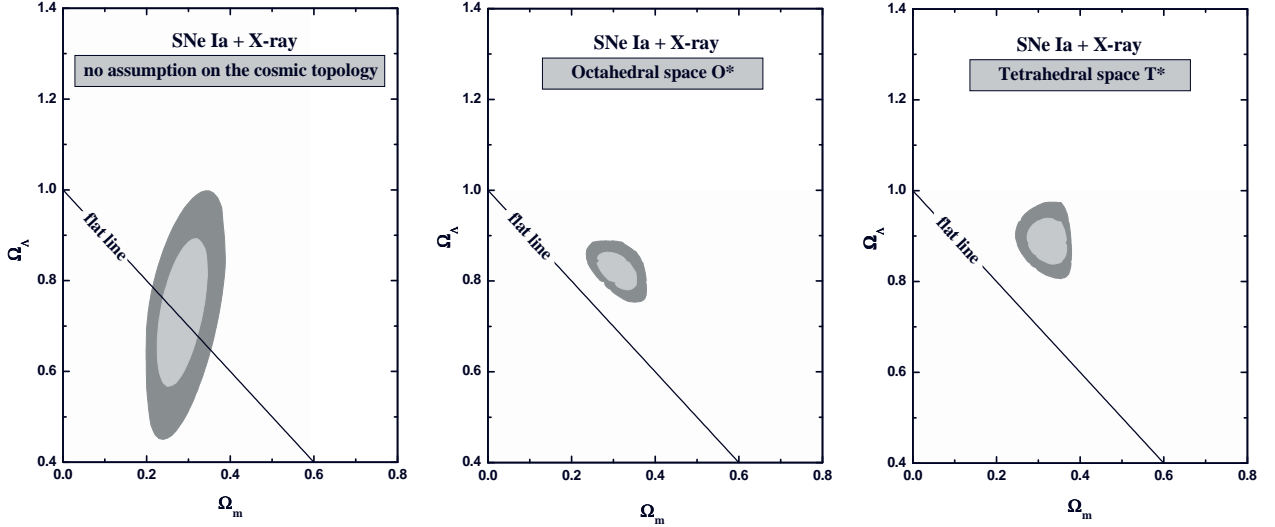 SNe Ia + X-ray
no assumption on the cosmic topology
1.4
1.2
1.0
0.8
0.6
0.4
Ω_Λ
flat line
0.0 0.2 0.4 0.6 0.8
Ω_m
SNe Ia + X-ray
Octahedral space O*
1.4
1.2
1.0
0.8
0.6
0.4
Ω_Λ
flat line
0.0 0.2 0.4 0.6 0.8
Ω_m
SNe Ia + X-ray
Tetrahedral space T*
1.4
1.2
1.0
0.8
0.6
0.4
Ω_Λ
flat line
0.0 0.2 0.4 0.6 0.8
Ω_m